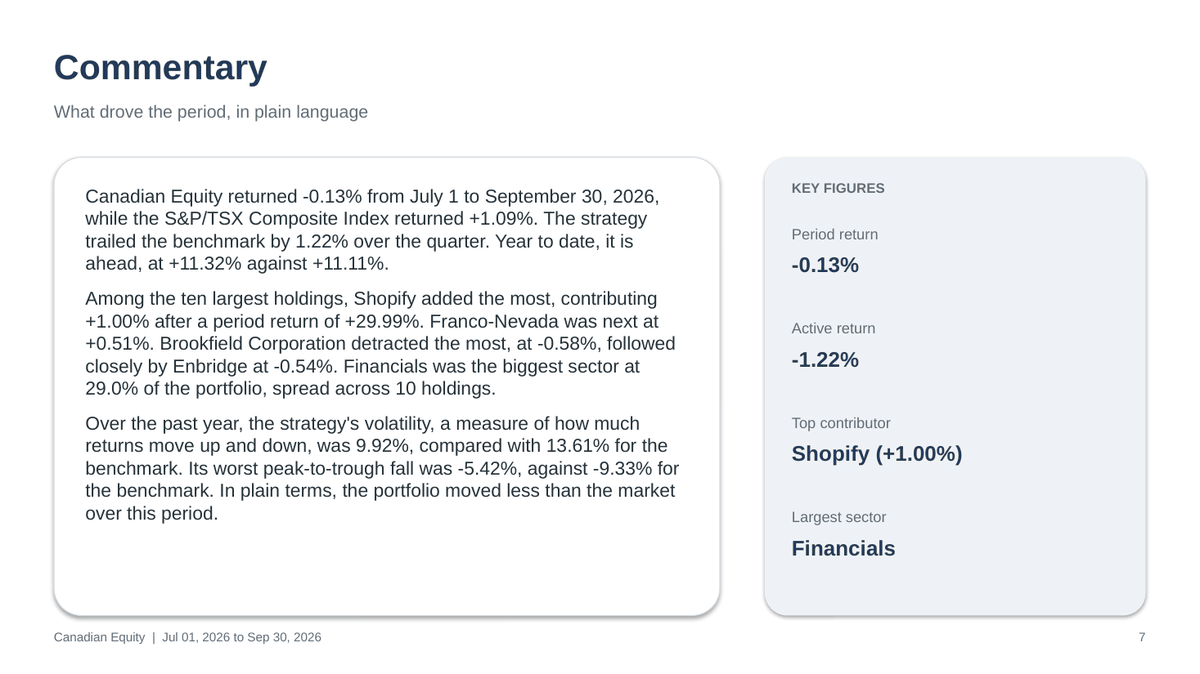 Commentary
What drove the period, in plain language
Canadian Equity returned -0.13% from July 1 to September 30, 2026,
while the S&P/TSX Composite Index returned +1.09%. The strategy
trailed the benchmark by 1.22% over the quarter. Year to date, it is
ahead, at +11.32% against +11.11%.
Among the ten largest holdings, Shopify added the most, contributing
+1.00% after a period return of +29.99%. Franco-Nevada was next at
+0.51%. Brookfield Corporation detracted the most, at -0.58%, followed
closely by Enbridge at -0.54%. Financials was the biggest sector at
29.0% of the portfolio, spread across 10 holdings.
Over the past year, the strategy's volatility, a measure of how much
returns move up and down, was 9.92%, compared with 13.61% for the
benchmark. Its worst peak-to-trough fall was -5.42%, against -9.33% for
the benchmark. In plain terms, the portfolio moved less than the market
over this period.
KEY FIGURES
Period return
-0.13%
Active return
-1.22%
Top contributor
Shopify (+1.00%)
Largest sector
Financials
Canadian Equity | Jul 01, 2026 to Sep 30, 2026
7